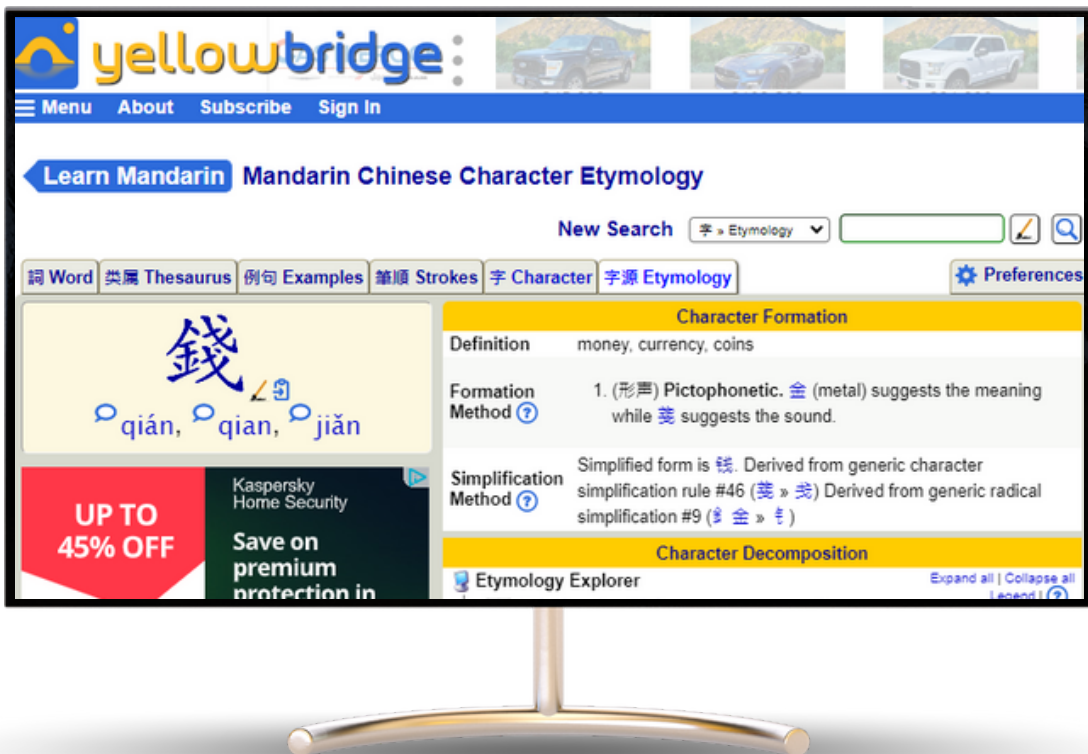 yellowbridge
Menu About Subscribe Sign In
Learn Mandarin Mandarin Chinese Character Etymology
New Search 字 » Etymology
詞 Word 类属 Thesaurus 例句 Examples 筆順 Strokes 字 Character 字源 Etymology Preferences
錢
qián, qian, jiǎn
Character Formation
Definition money, currency, coins
Formation Method ? 1. (形声) Pictophonetic. 金 (metal) suggests the meaning
while 戔 suggests the sound.
Simplification Method ? Simplified form is 钱. Derived from generic character
simplification rule #46 (戔 » 戋) Derived from generic radical
simplification #9 (釒 金 » 钅)
Character Decomposition
Etymology Explorer Expand all | Collapse all
Legend | ?
UP TO
45% OFF
Kaspersky
Home Security
Save on
premium
protection in